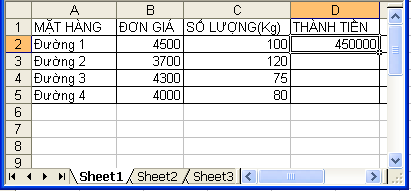 A B C D
1 MẶT HÀNG ĐƠN GIÁ SỐ LƯỢNG(Kg) THÀNH TIỀN
2 Đường 1 4500 100 450000
3 Đường 2 3700 120
4 Đường 3 4300 75
5 Đường 4 4000 80
6
7
8
9
Sheet1 Sheet2 Sheet3